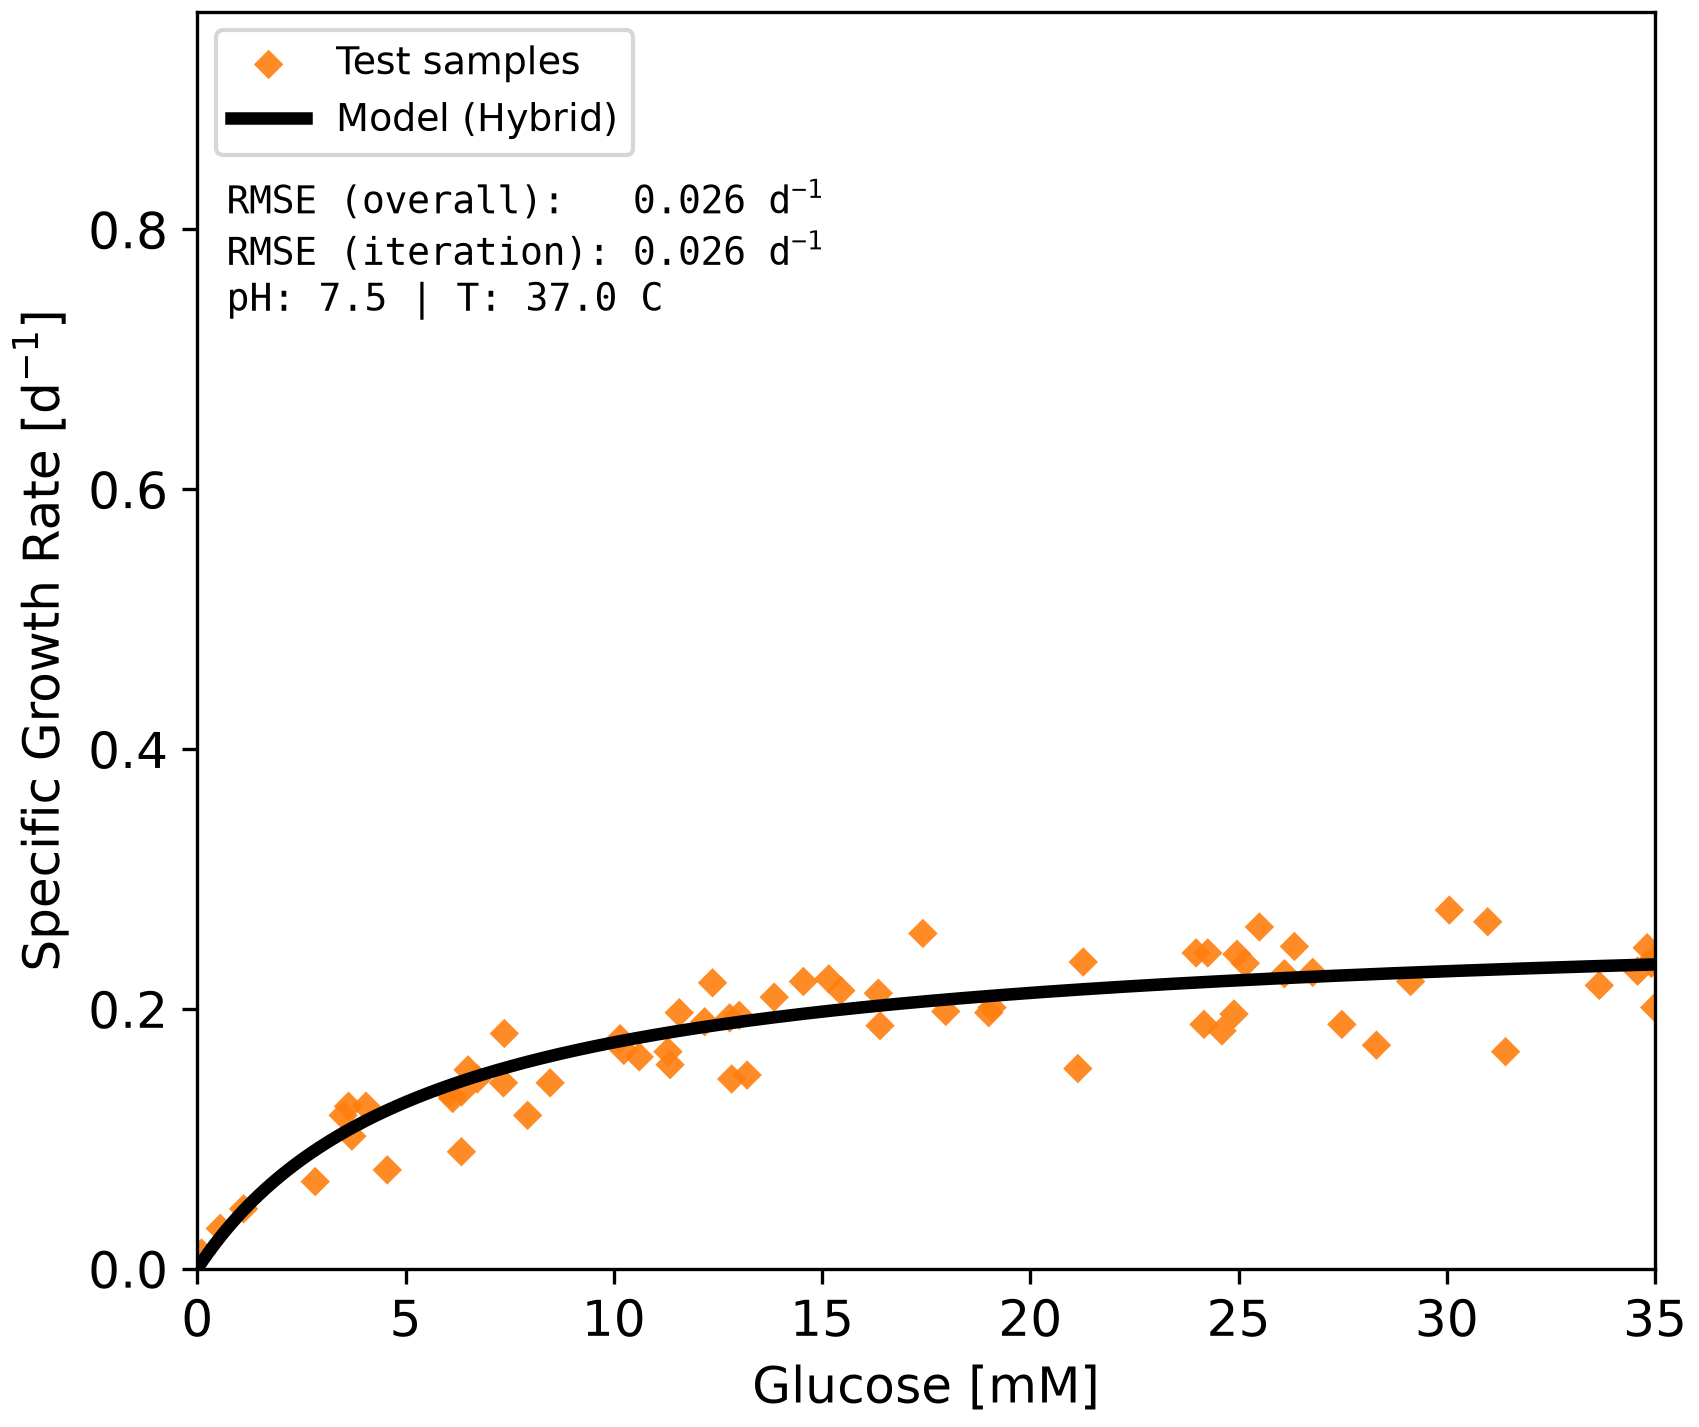 Test samples
Model (Hybrid)
RMSE (overall):   0.026 d⁻¹
RMSE (iteration): 0.026 d⁻¹
pH: 7.5 | T: 37.0 C
Specific Growth Rate [d⁻¹]
0.8
0.6
0.4
0.2
0.0
0 5 10 15 20 25 30 35
Glucose [mM]